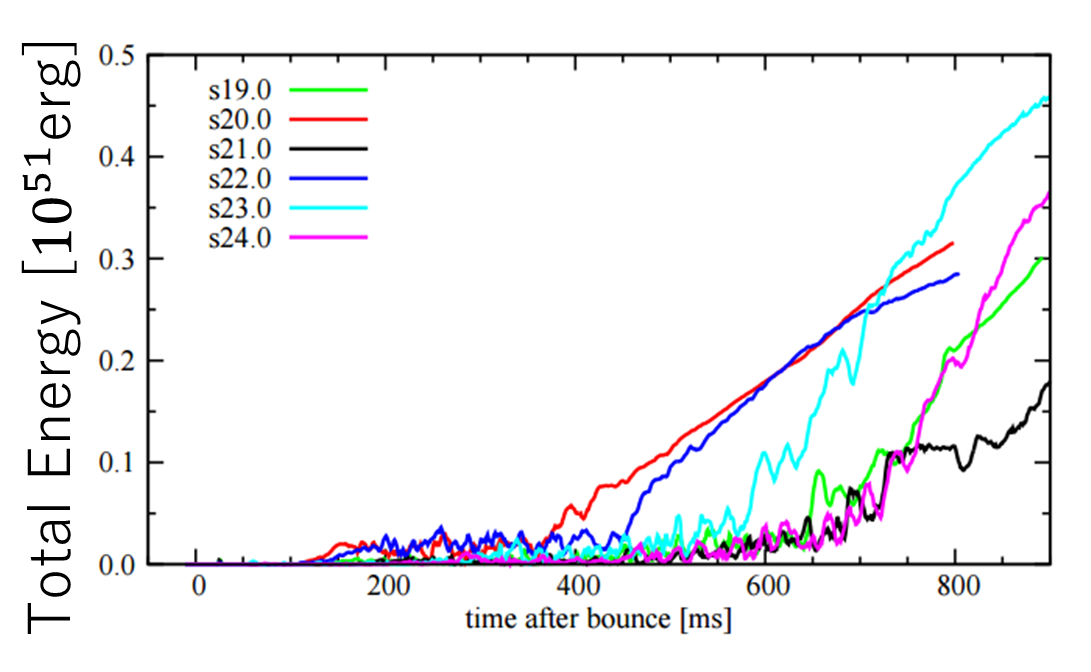 Total Energy [10⁵¹erg]
0.5
0.4
0.3
0.2
0.1
0.0
s19.0
s20.0
s21.0
s22.0
s23.0
s24.0
0 200 400 600 800
time after bounce [ms]